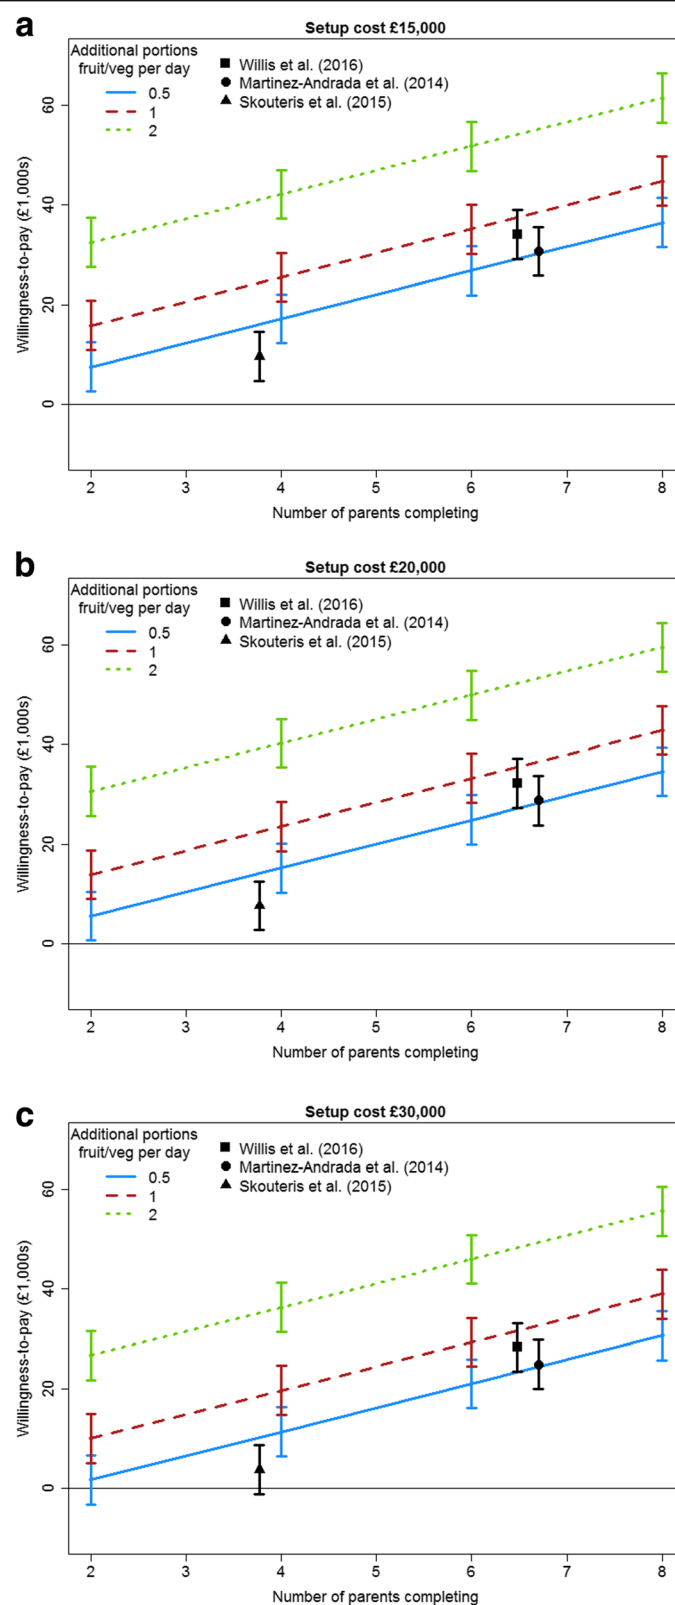 a
Setup cost £15,000
Additional portions
fruit/veg per day
0.5
1
2
Willis et al. (2016)
Martinez-Andrada et al. (2014)
Skouteris et al. (2015)
Willingness-to-pay (£1,000s)
60
40
20
0
2 3 4 5 6 7 8
Number of parents completing
b
Setup cost £20,000
Additional portions
fruit/veg per day
0.5
1
2
Willis et al. (2016)
Martinez-Andrada et al. (2014)
Skouteris et al. (2015)
Willingness-to-pay (£1,000s)
60
40
20
0
2 3 4 5 6 7 8
Number of parents completing
c
Setup cost £30,000
Additional portions
fruit/veg per day
0.5
1
2
Willis et al. (2016)
Martinez-Andrada et al. (2014)
Skouteris et al. (2015)
Willingness-to-pay (£1,000s)
60
40
20
0
2 3 4 5 6 7 8
Number of parents completing